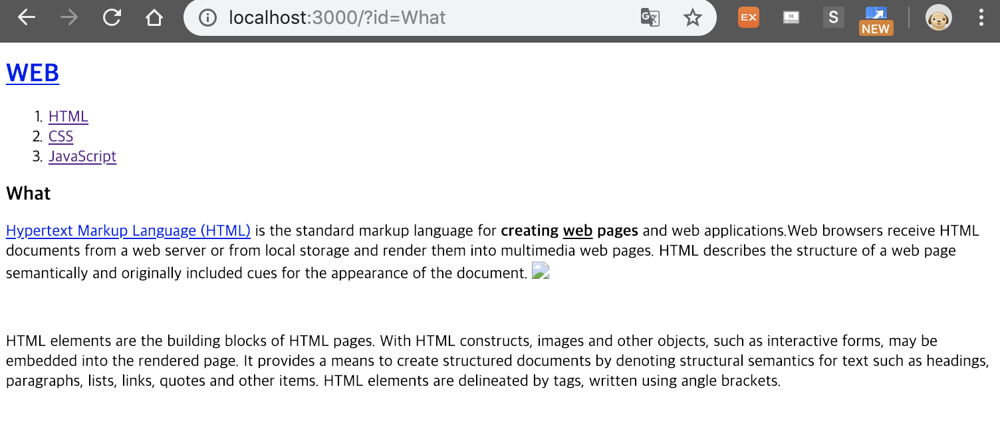 localhost:3000/?id=What
EX
N
S
NEW
WEB
1. HTML
2. CSS
3. JavaScript
What
Hypertext Markup Language (HTML) is the standard markup language for creating web pages and web applications.Web browsers receive HTML
documents from a web server or from local storage and render them into multimedia web pages. HTML describes the structure of a web page
semantically and originally included cues for the appearance of the document.
HTML elements are the building blocks of HTML pages. With HTML constructs, images and other objects, such as interactive forms, may be
embedded into the rendered page. It provides a means to create structured documents by denoting structural semantics for text such as headings,
paragraphs, lists, links, quotes and other items. HTML elements are delineated by tags, written using angle brackets.